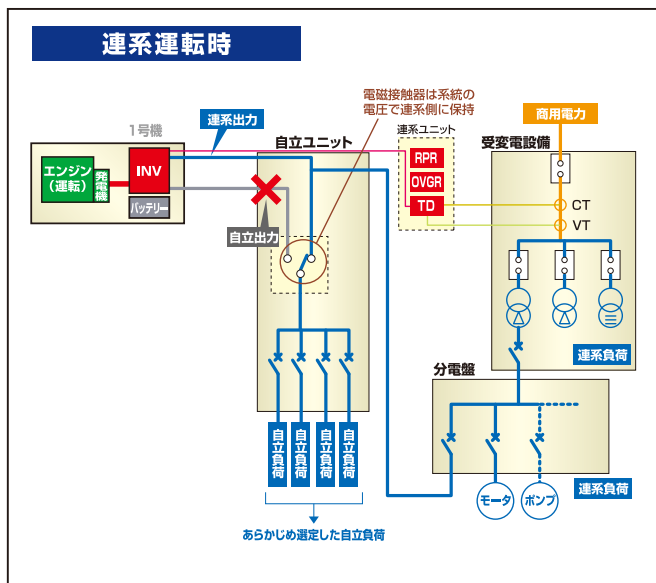 連系運転時
電磁接触器は系統の
電圧で連系側に保持
商用電力
1号機
連系出力
自立ユニット
連系ユニット
受変電設備
エンジン
(運転)
発電機
INV
バッテリー
RPR
OVGR
TD
CT
VT
自立出力
連系負荷
分電盤
自立負荷
自立負荷
自立負荷
自立負荷
モータ
ポンプ
連系負荷
あらかじめ選定した自立負荷